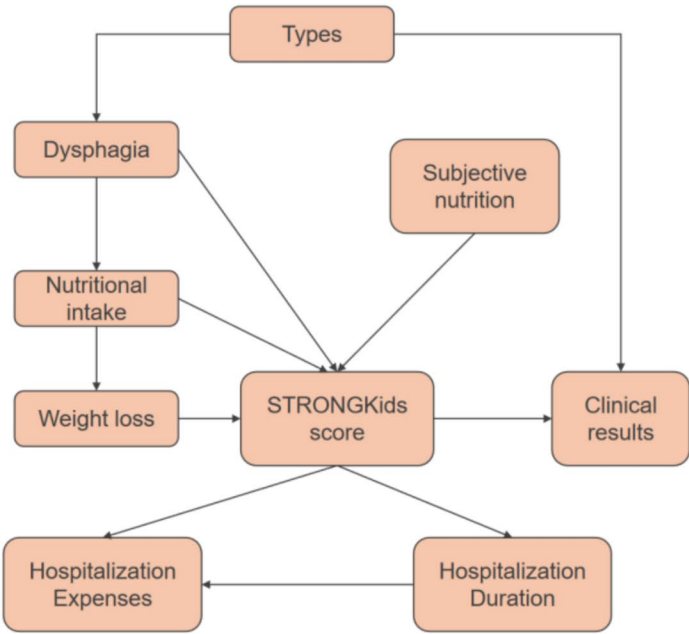 Types
Dysphagia
Subjective
nutrition
Nutritional
intake
Weight loss
STRONGKids
score
Clinical
results
Hospitalization
Expenses
Hospitalization
Duration